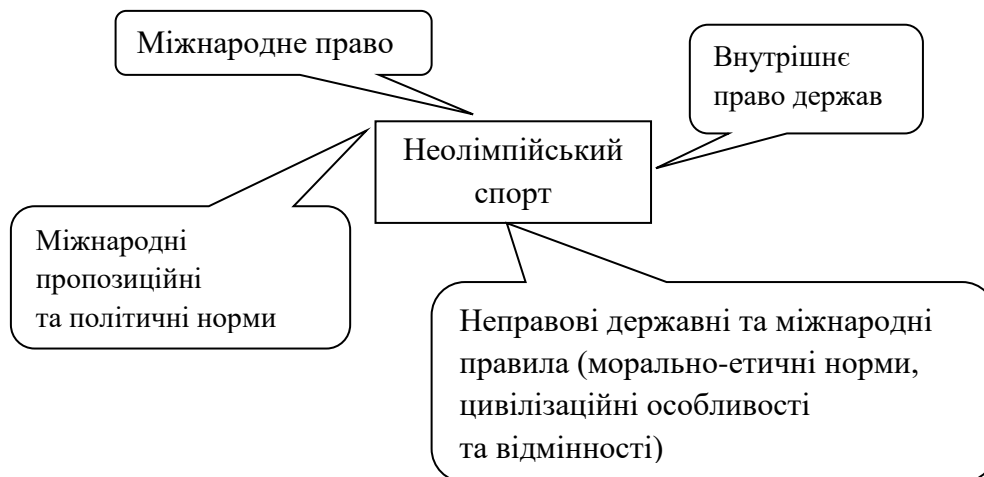 Міжнародне право
Внутрішнє
право держав
Неолімпійський
спорт
Міжнародні
пропозиційні
та політичні норми
Неправові державні та міжнародні
правила (морально-етичні норми,
цивілізаційні особливості
та відмінності)